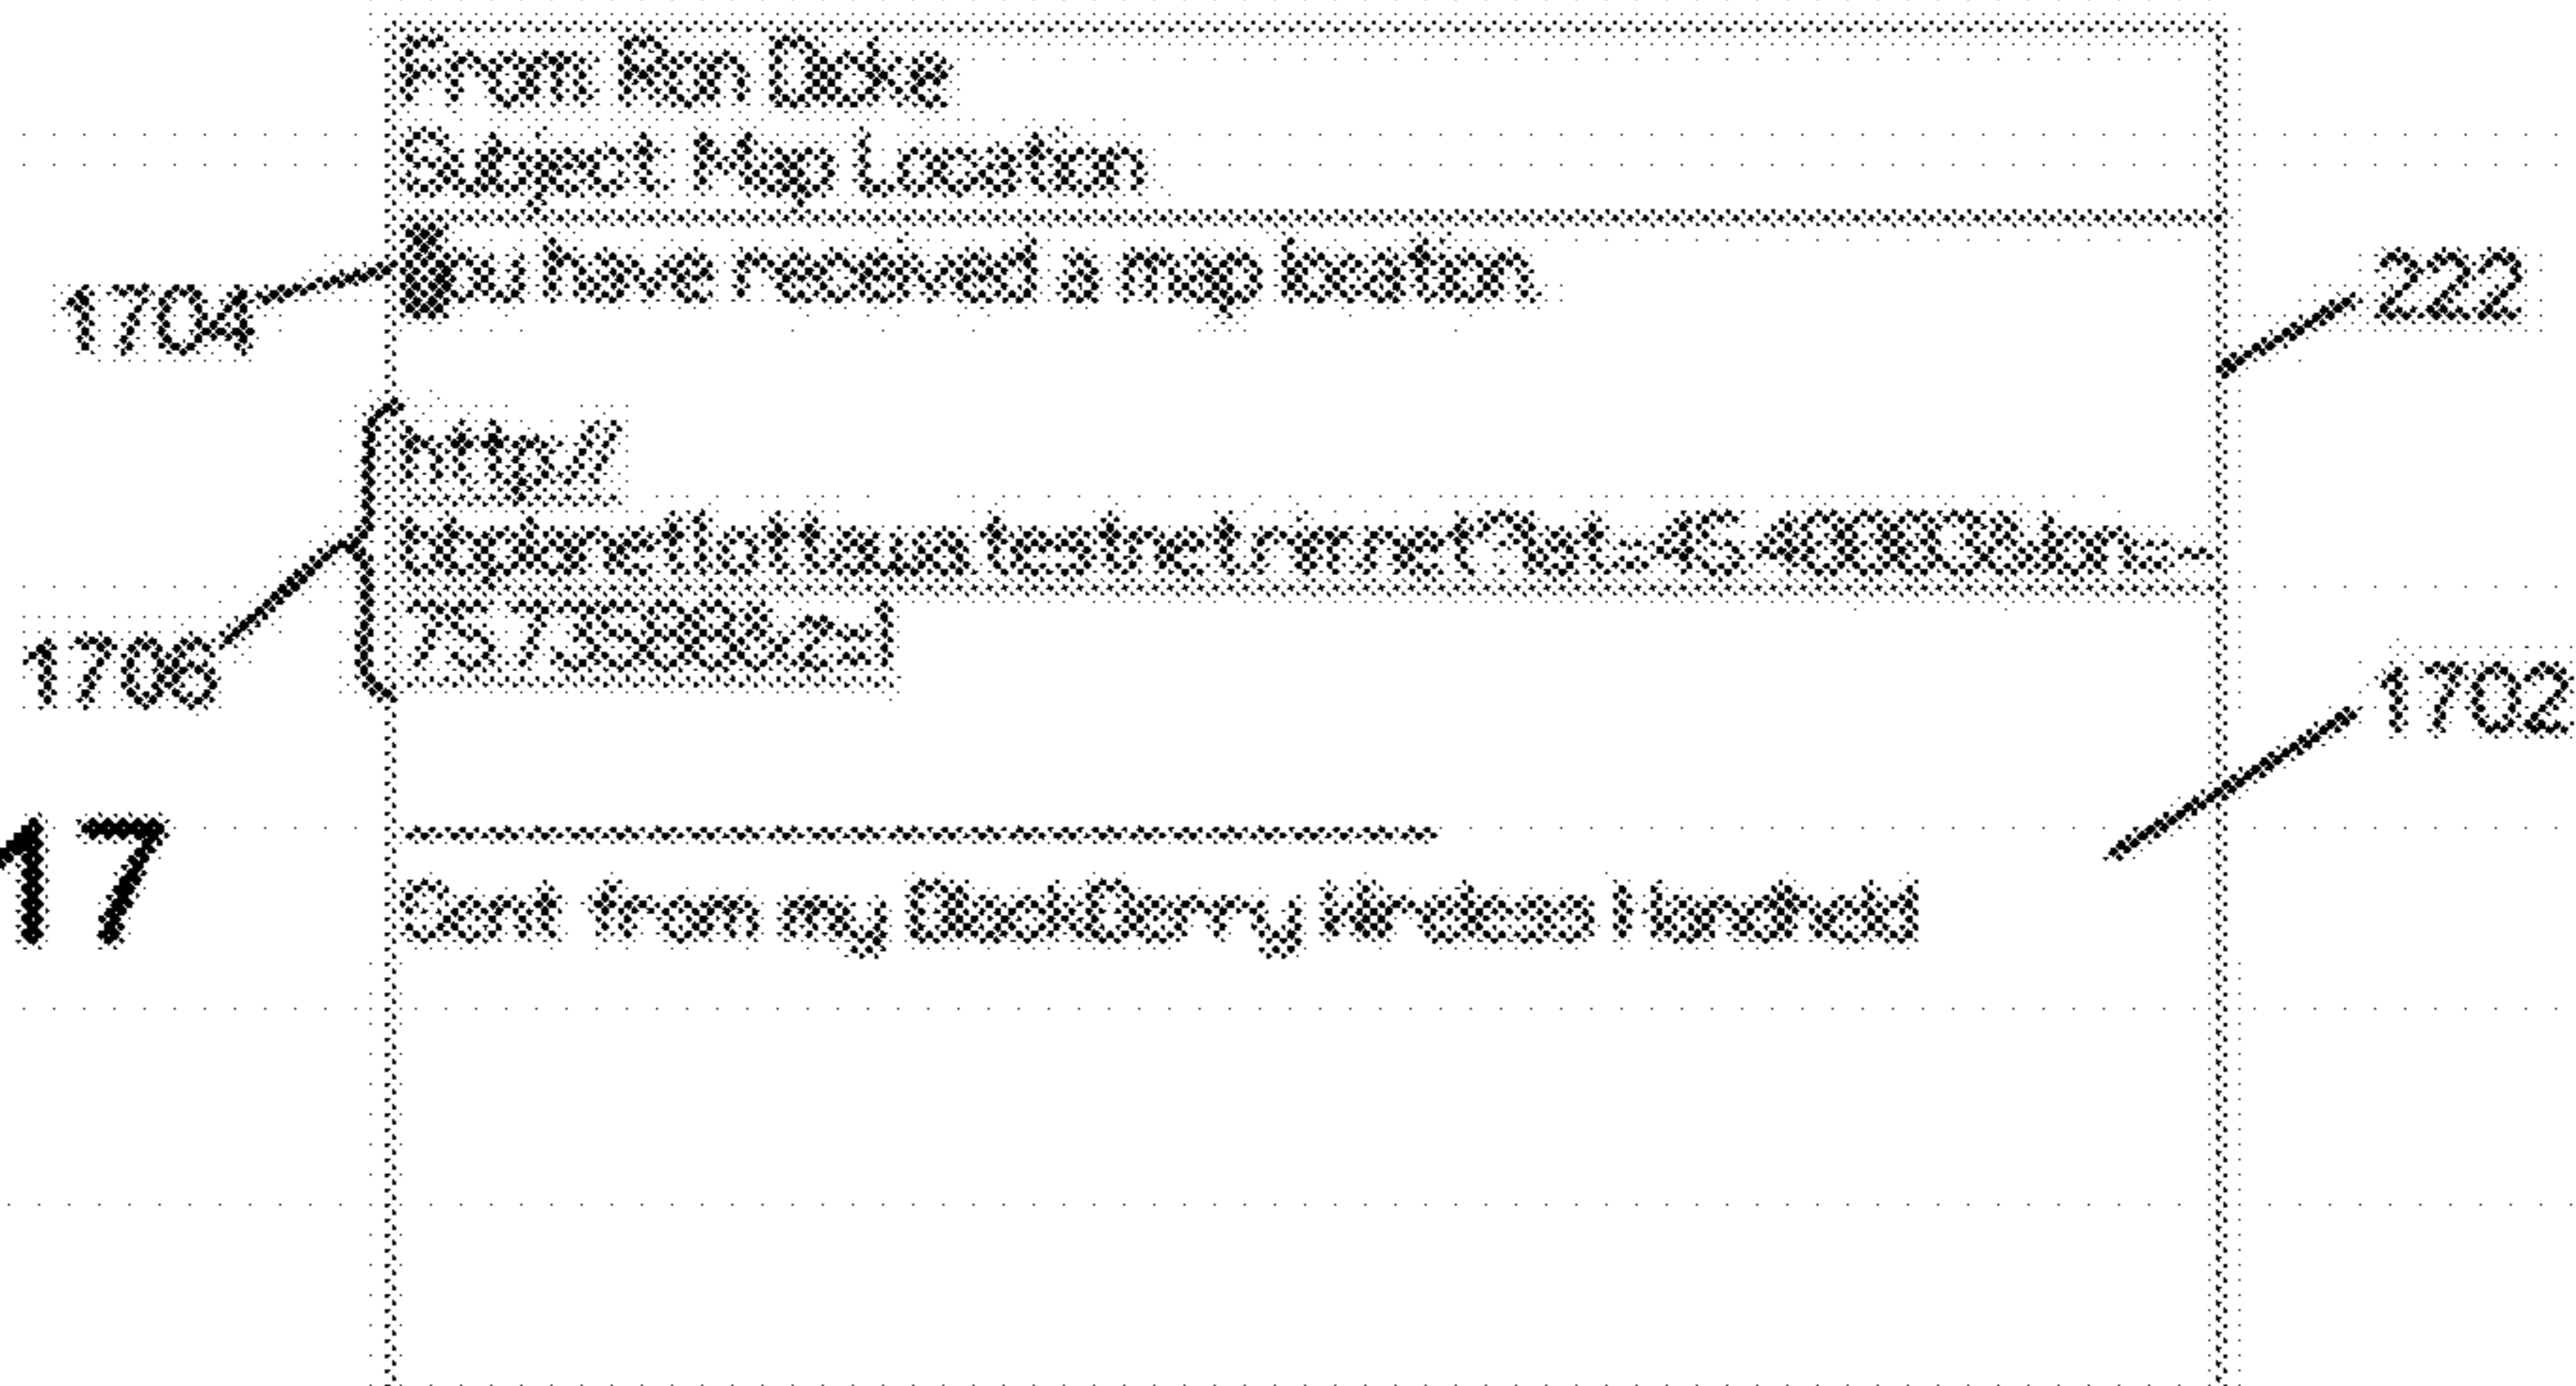 From Ron Dicke
Subject Map Location
You have received a map location
1704
222
http://
1706
1702
17
Sent from my BlackBerry Wireless Handheld